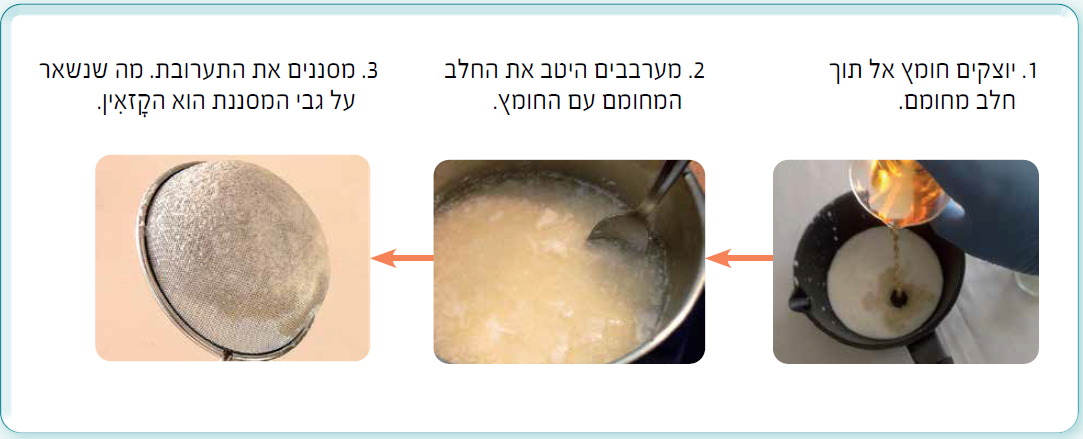 1. יוצקים חומץ אל תוך
חלב מחומם.
2. מערבבים היטב את החלב
המחומם עם החומץ.
3. מסננים את התערובת. מה שנשאר
על גבי המסננת הוא הקָזאִין.